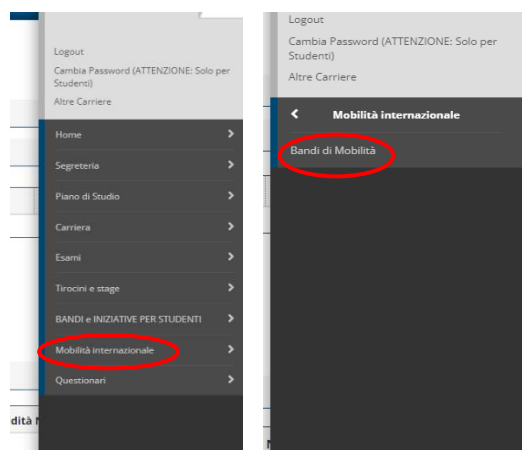 Logout
Cambia Password (ATTENZIONE: Solo per
Studenti)
Altre Carriere
Home
Segreteria
Piano di Studio
Carriera
Esami
Tirocini e stage
BANDI e INIZIATIVE PER STUDENTI
Mobilità internazionale
Questionari
dità
Logout
Cambia Password (ATTENZIONE: Solo per
Studenti)
Altre Carriere
Mobilità internazionale
Bandi di Mobilità